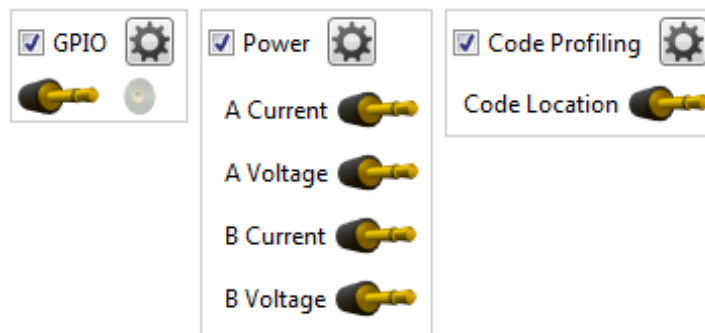 GPIO
Power
A Current
A Voltage
B Current
B Voltage
Code Profiling
Code Location